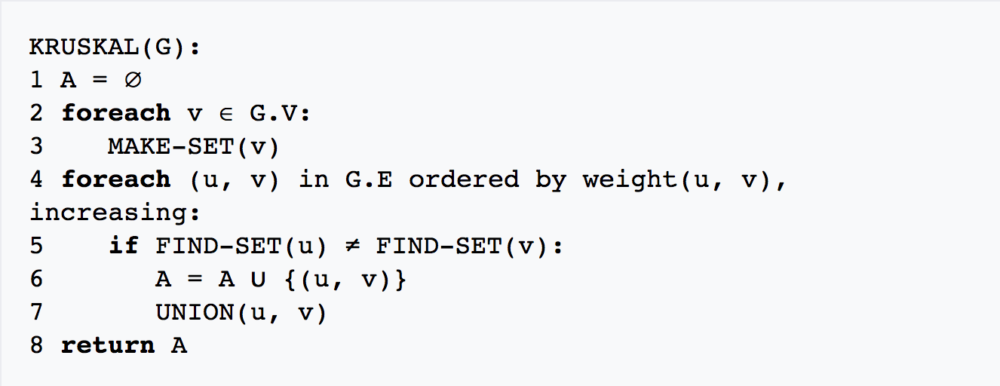 KRUSKAL(G):
1 A = ∅
2 foreach v ∈ G.V:
3    MAKE-SET(v)
4 foreach (u, v) in G.E ordered by weight(u, v),
increasing:
5    if FIND-SET(u) ≠ FIND-SET(v):
6       A = A ∪ {(u, v)}
7       UNION(u, v)
8 return A